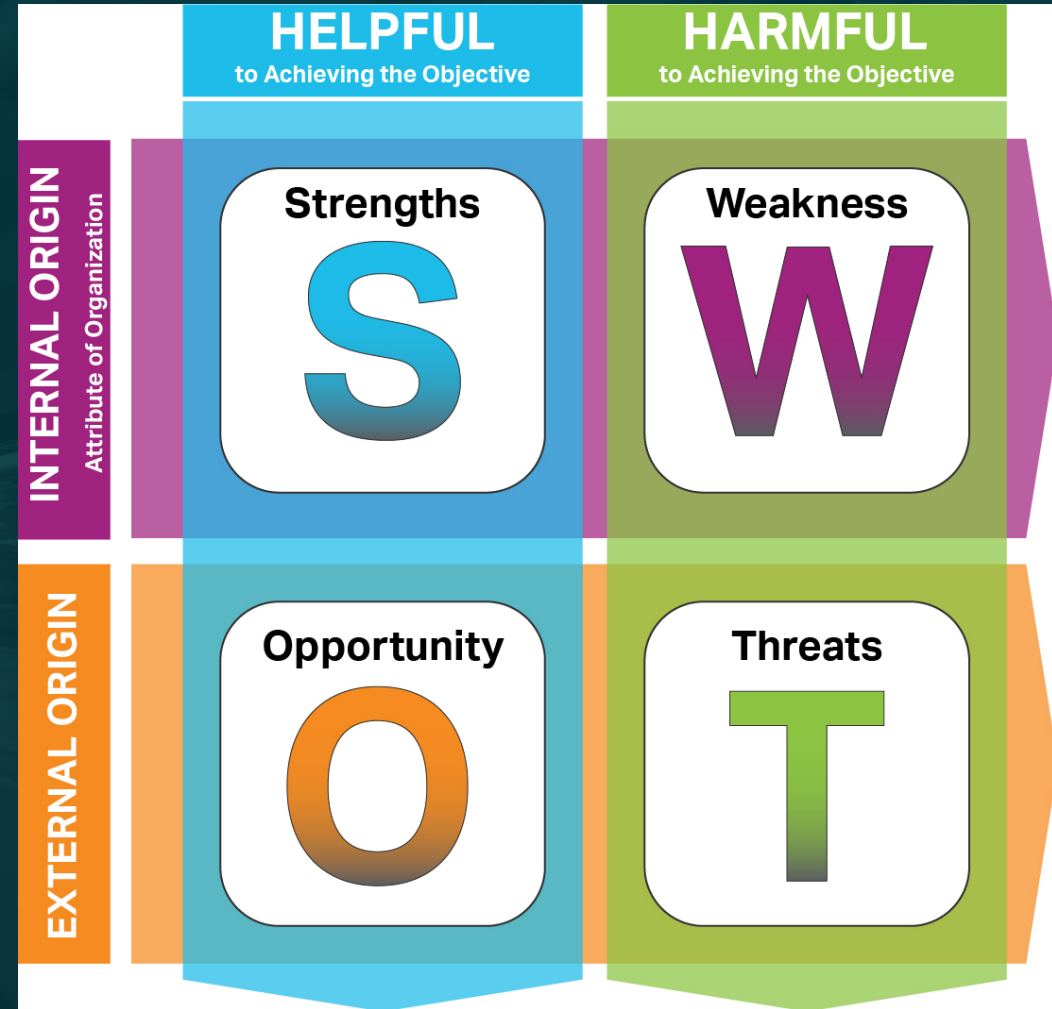 HELPFUL
to Achieving the Objective
HARMFUL
to Achieving the Objective
INTERNAL ORIGIN
Attribute of Organization
Strengths
S
Weakness
W
EXTERNAL ORIGIN
Opportunity
O
Threats
T